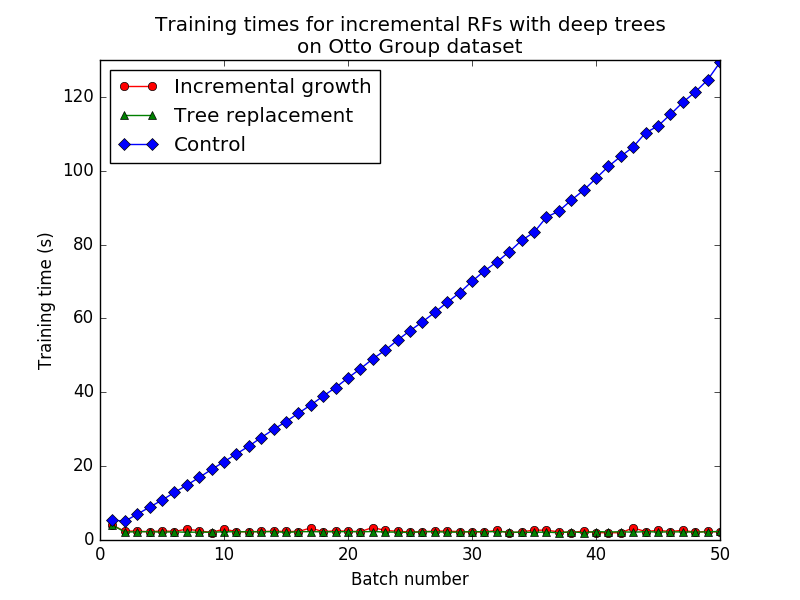 Training times for incremental RFs with deep trees
on Otto Group dataset
Incremental growth
Tree replacement
Control
Training time (s)
120
100
80
60
40
20
0
0 10 20 30 40 50
Batch number